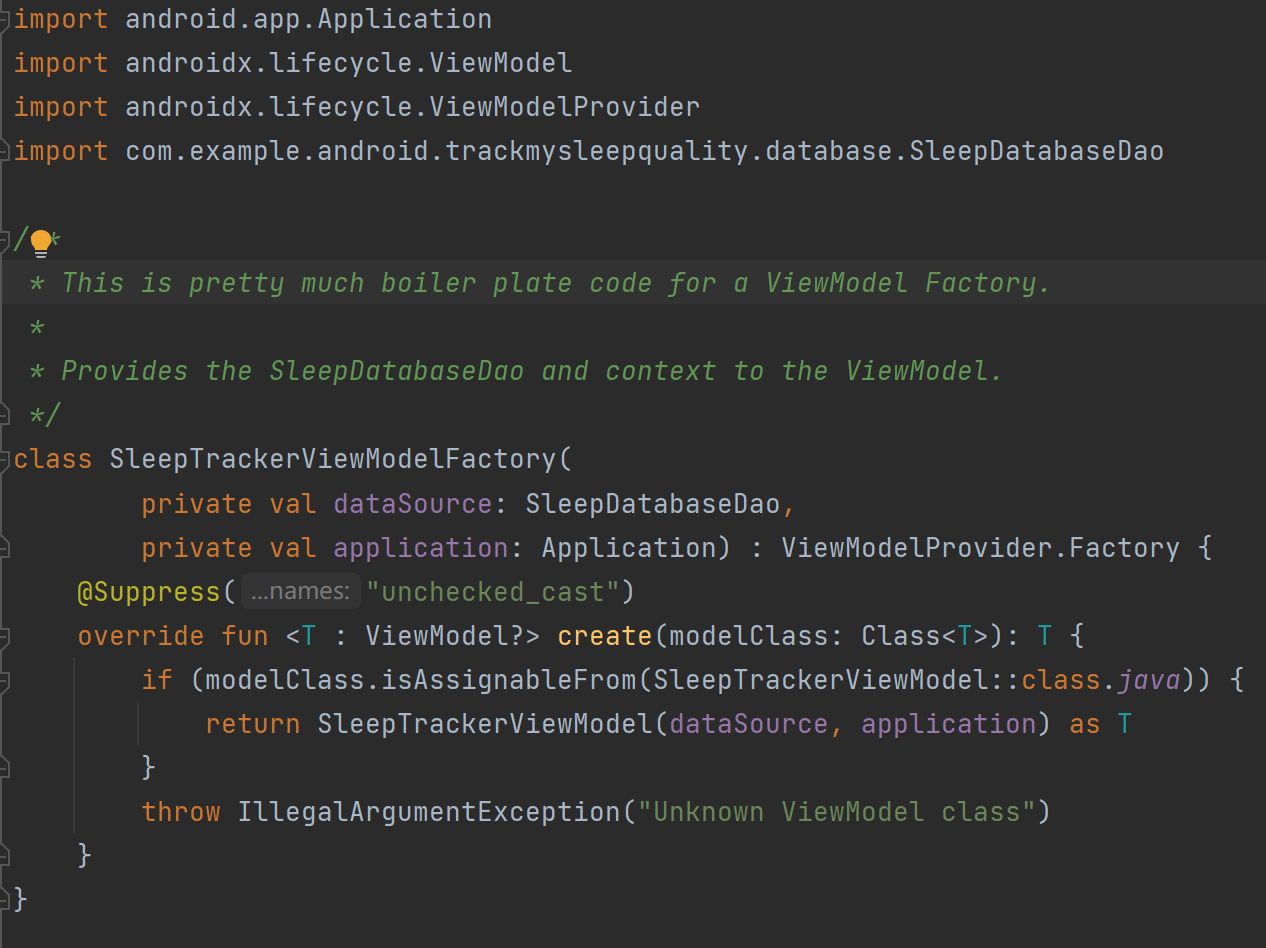 import android.app.Application
import androidx.lifecycle.ViewModel
import androidx.lifecycle.ViewModelProvider
import com.example.android.trackmysleepquality.database.SleepDatabaseDao

/**
 * This is pretty much boiler plate code for a ViewModel Factory.
 *
 * Provides the SleepDatabaseDao and context to the ViewModel.
 */
class SleepTrackerViewModelFactory(
        private val dataSource: SleepDatabaseDao,
        private val application: Application) : ViewModelProvider.Factory {
    @Suppress( ...names: "unchecked_cast")
    override fun <T : ViewModel?> create(modelClass: Class<T>): T {
        if (modelClass.isAssignableFrom(SleepTrackerViewModel::class.java)) {
            return SleepTrackerViewModel(dataSource, application) as T
        }
        throw IllegalArgumentException("Unknown ViewModel class")
    }
}